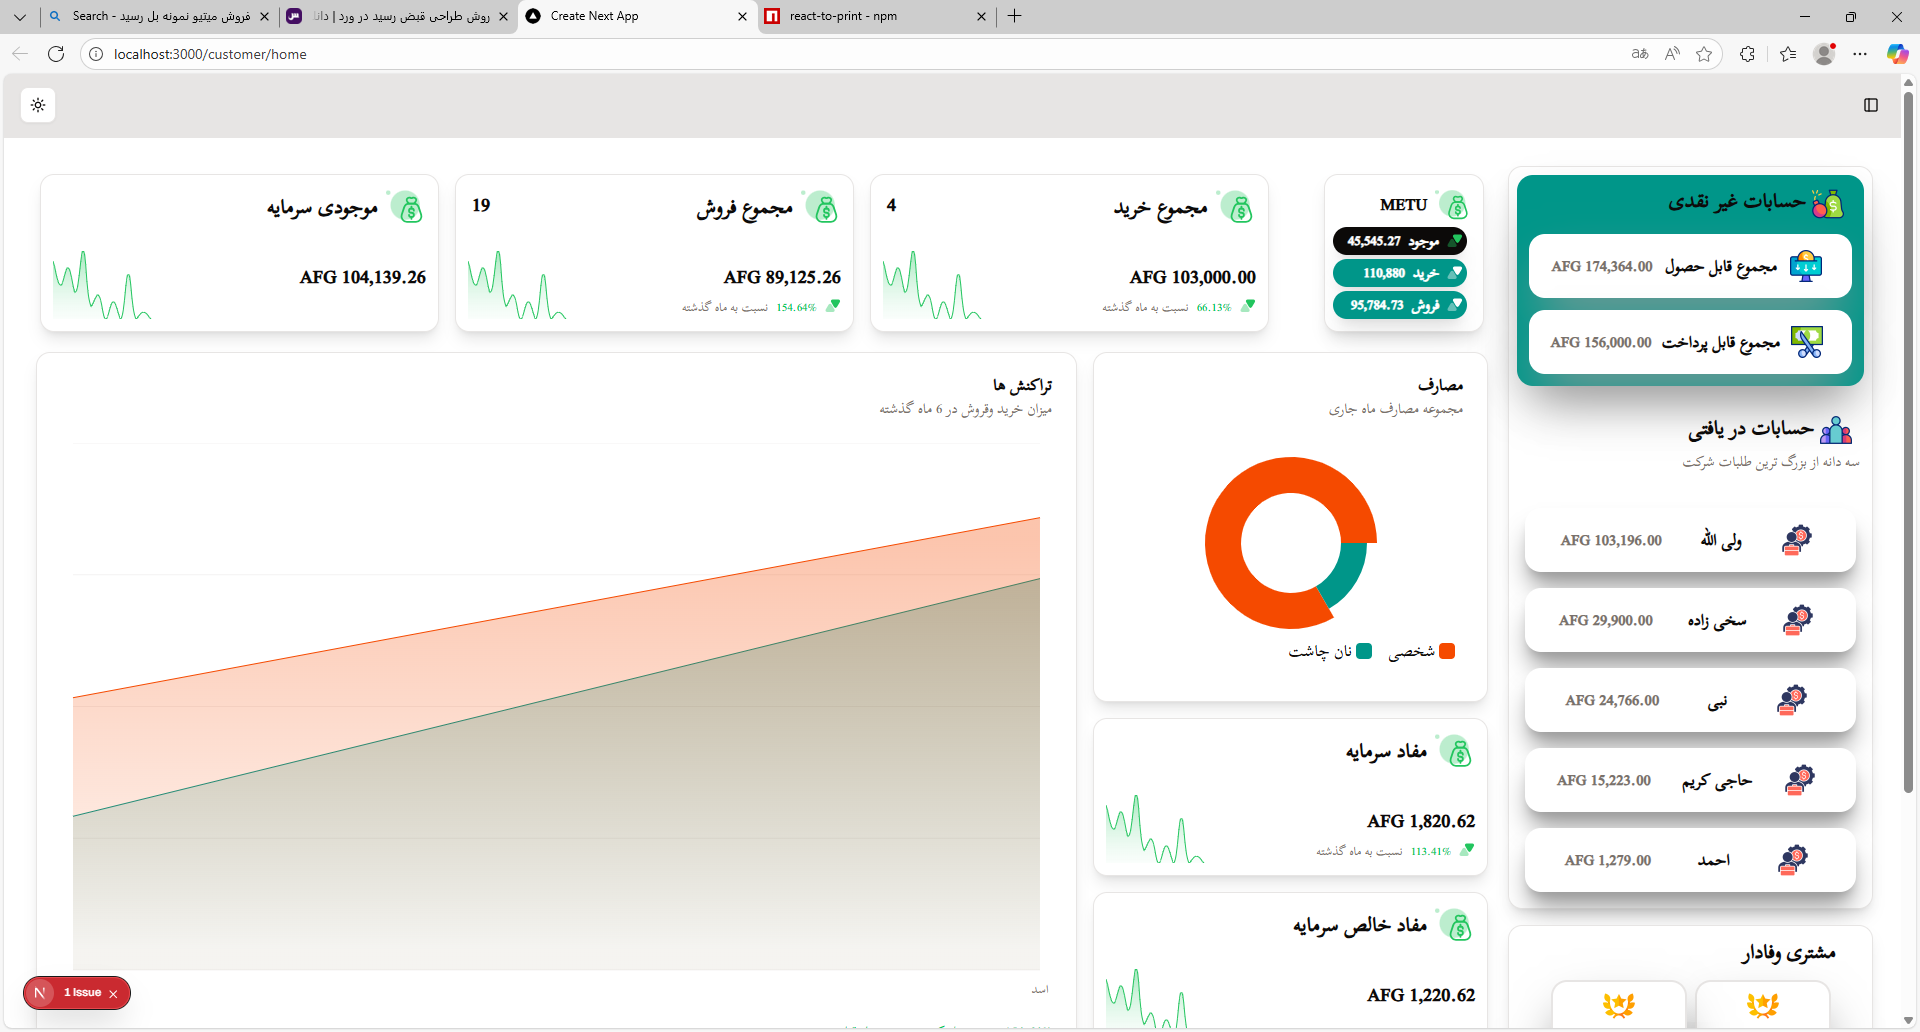 فروش میتیو نمونه بل رسید - Search
روش طراحی قبض رسید در ورد | دانا
Create Next App
react-to-print - npm
localhost:3000/customer/home
حسابات غیر نقدی
مجموع قابل حصول AFG 174,364.00
مجموع قابل پرداخت AFG 156,000.00
METU
موجود 45,545.27
خرید 110,880
فروش 95,784.73
مجموع خرید 4
AFG 103,000.00
66.13% نسبت به ماه گذشته
مجموع فروش 19
AFG 89,125.26
154.64% نسبت به ماه گذشته
موجودی سرمایه
AFG 104,139.26
حسابات در یافتی
سه دانه از بزرگ ترین طلبات شرکت
ولی الله AFG 103,196.00
سخی زاده AFG 29,900.00
نبی AFG 24,766.00
حاجی کریم AFG 15,223.00
احمد AFG 1,279.00
مشتری وفادار
مصارف
مجموعه مصارف ماه جاری
شخصی
نان چاشت
مفاد سرمایه
AFG 1,820.62
113.41% نسبت به ماه گذشته
مفاد خالص سرمایه
AFG 1,220.62
تراکنش ها
میزان خرید وفروش در 6 ماه گذشته
اسد
N 1 Issue